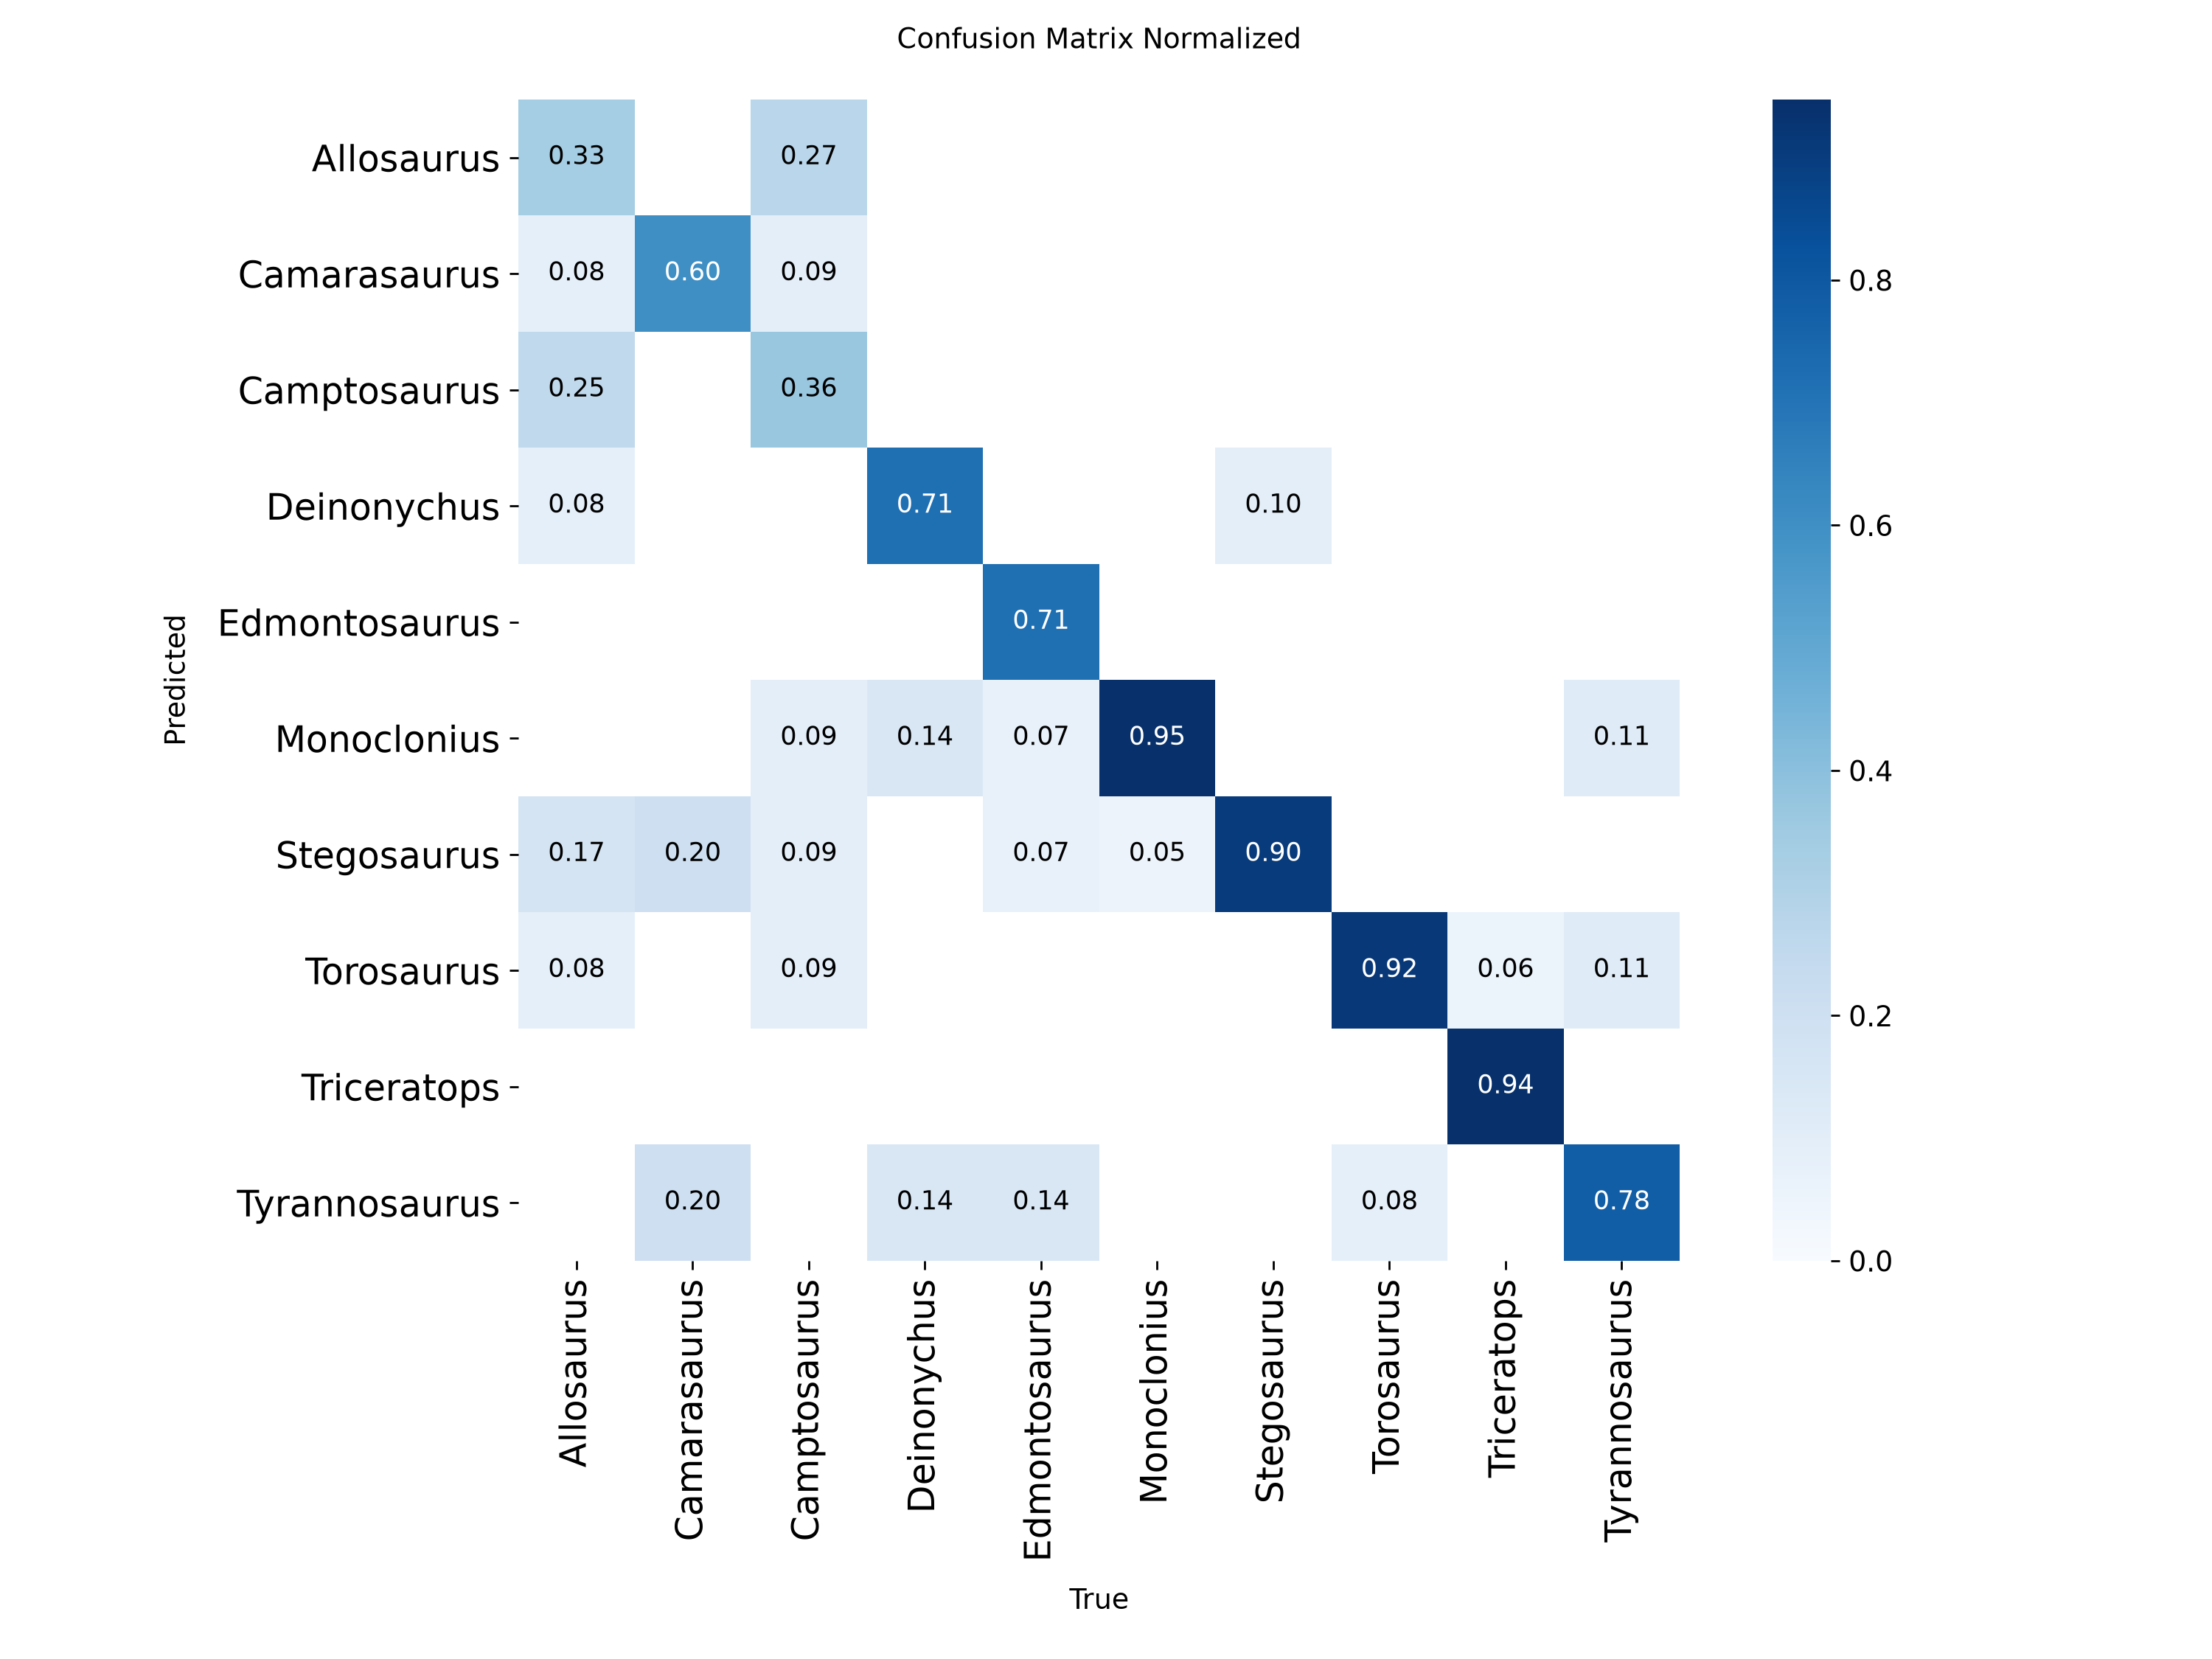 Confusion Matrix Normalized
Allosaurus 0.33 0.27
Camarasaurus 0.08 0.60 0.09
Camptosaurus 0.25 0.36
Deinonychus 0.08 0.71 0.10
Edmontosaurus 0.71
Monoclonius 0.09 0.14 0.07 0.95 0.11
Stegosaurus 0.17 0.20 0.09 0.07 0.05 0.90
Torosaurus 0.08 0.09 0.92 0.06 0.11
Triceratops 0.94
Tyrannosaurus 0.20 0.14 0.14 0.08 0.78
Predicted
Allosaurus
Camarasaurus
Camptosaurus
Deinonychus
Edmontosaurus
Monoclonius
Stegosaurus
Torosaurus
Triceratops
Tyrannosaurus
True
0.8
0.6
0.4
0.2
0.0